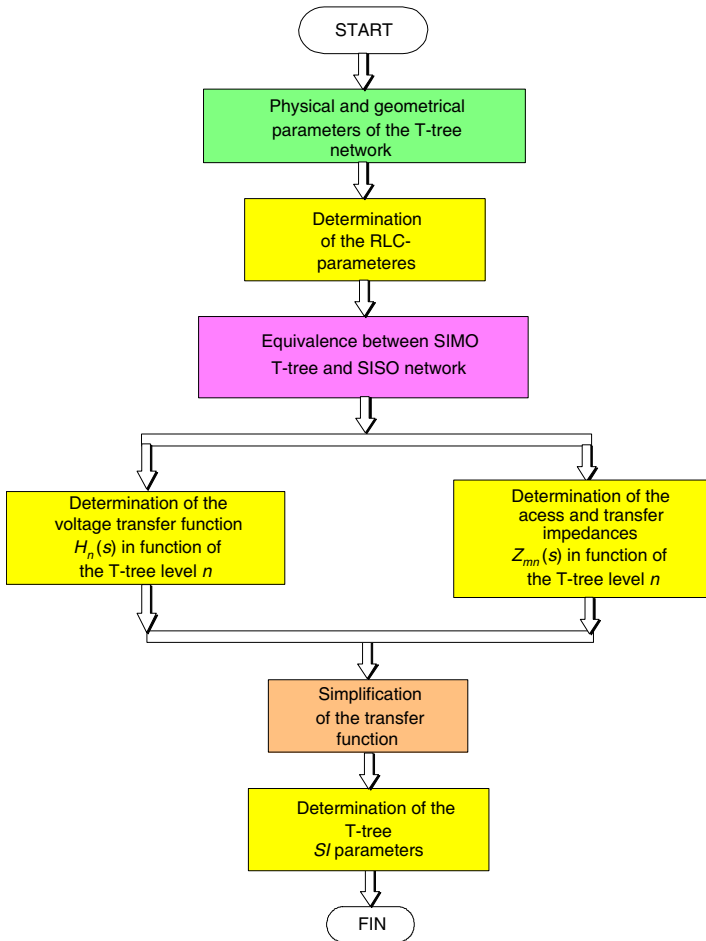 START
Physical and geometrical
parameters of the T-tree
network
Determination
of the RLC-
parameteres
Equivalence between SIMO
T-tree and SISO network
Determination of the
voltage transfer function
Hn(s) in function of
the T-tree level n
Determination of the
acess and transfer
impedances
Zmn(s) in function of
the T-tree level n
Simplification
of the transfer
function
Determination of the
T-tree
SI parameters
FIN